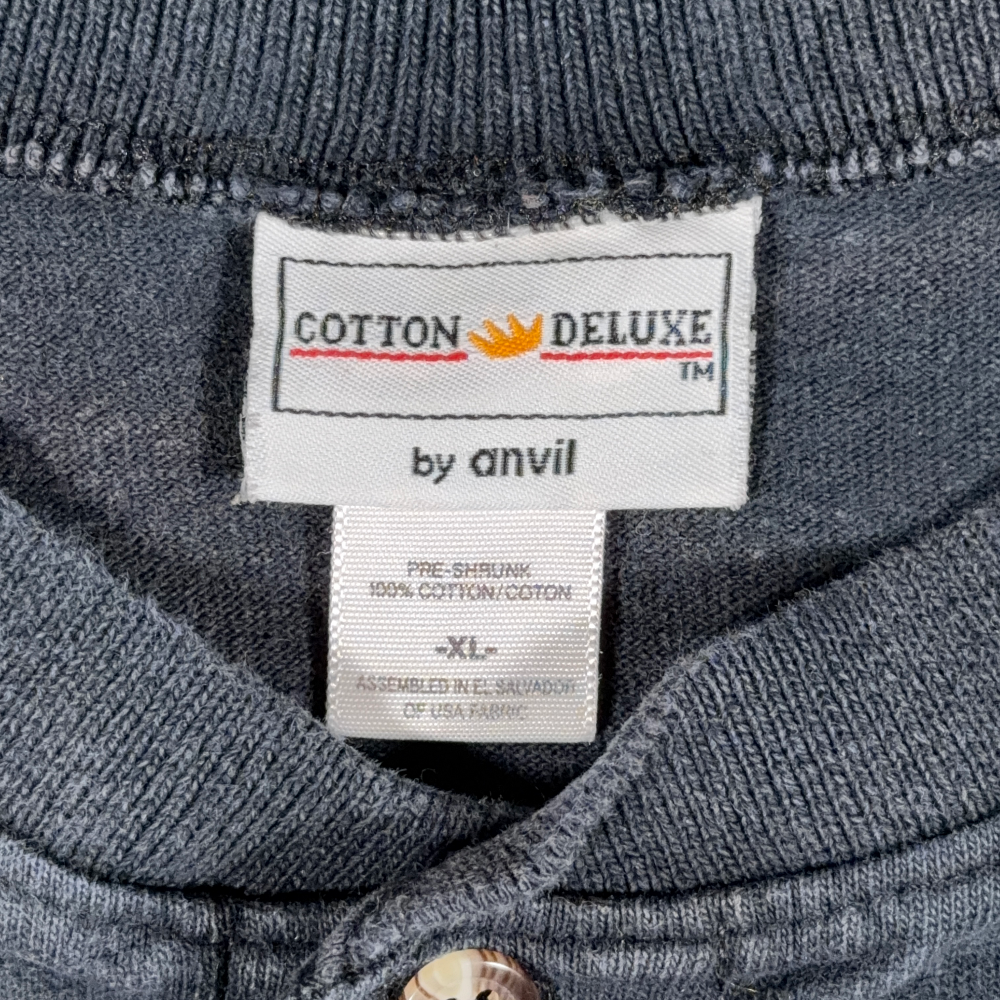 COTTON DELUXE
TM
by anvil
PRE-SHRUNK
100% COTTON/COTON
-XL-
ASSEMBLED IN EL SALVADOR
OF USA FABRIC